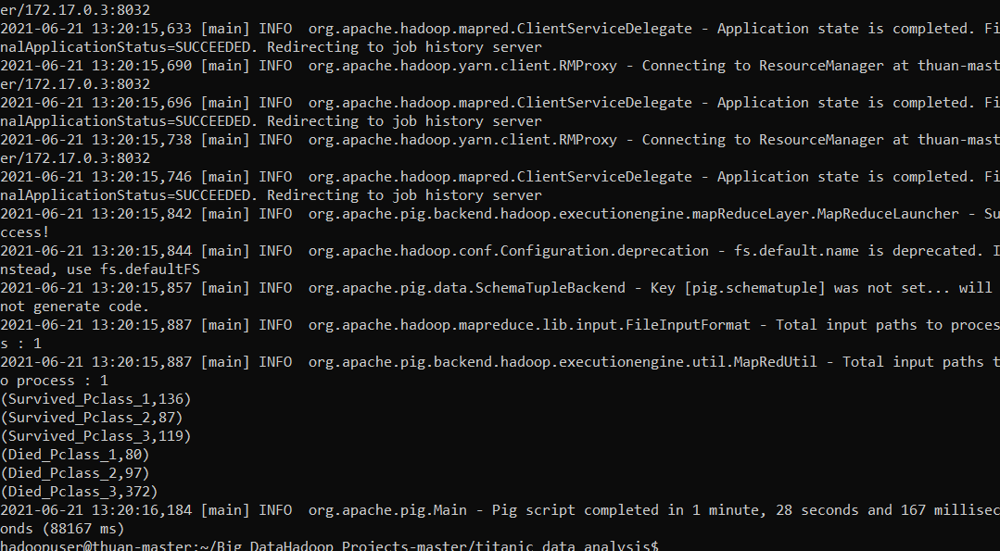 er/172.17.0.3:8032
2021-06-21 13:20:15,633 [main] INFO  org.apache.hadoop.mapred.ClientServiceDelegate - Application state is completed. Fi
nalApplicationStatus=SUCCEEDED. Redirecting to job history server
2021-06-21 13:20:15,690 [main] INFO  org.apache.hadoop.yarn.client.RMProxy - Connecting to ResourceManager at thuan-mast
er/172.17.0.3:8032
2021-06-21 13:20:15,696 [main] INFO  org.apache.hadoop.mapred.ClientServiceDelegate - Application state is completed. Fi
nalApplicationStatus=SUCCEEDED. Redirecting to job history server
2021-06-21 13:20:15,738 [main] INFO  org.apache.hadoop.yarn.client.RMProxy - Connecting to ResourceManager at thuan-mast
er/172.17.0.3:8032
2021-06-21 13:20:15,746 [main] INFO  org.apache.hadoop.mapred.ClientServiceDelegate - Application state is completed. Fi
nalApplicationStatus=SUCCEEDED. Redirecting to job history server
2021-06-21 13:20:15,842 [main] INFO  org.apache.pig.backend.hadoop.executionengine.mapReduceLayer.MapReduceLauncher - Su
ccess!
2021-06-21 13:20:15,844 [main] INFO  org.apache.hadoop.conf.Configuration.deprecation - fs.default.name is deprecated. I
nstead, use fs.defaultFS
2021-06-21 13:20:15,857 [main] INFO  org.apache.pig.data.SchemaTupleBackend - Key [pig.schematuple] was not set... will 
not generate code.
2021-06-21 13:20:15,887 [main] INFO  org.apache.hadoop.mapreduce.lib.input.FileInputFormat - Total input paths to proces
s : 1
2021-06-21 13:20:15,887 [main] INFO  org.apache.pig.backend.hadoop.executionengine.util.MapRedUtil - Total input paths t
o process : 1
(Survived_Pclass_1,136)
(Survived_Pclass_2,87)
(Survived_Pclass_3,119)
(Died_Pclass_1,80)
(Died_Pclass_2,97)
(Died_Pclass_3,372)
2021-06-21 13:20:16,184 [main] INFO  org.apache.pig.Main - Pig script completed in 1 minute, 28 seconds and 167 millisec
onds (88167 ms)
hadoopuser@thuan-master:~/Big_DataHadoop_Projects-master/titanic_data_analysis$